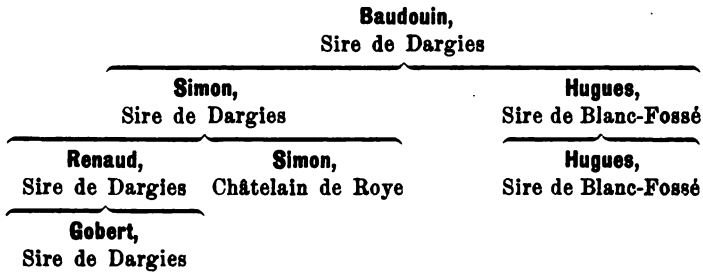 Baudouin,
Sire de Dargies
Simon,
Sire de Dargies
Hugues,
Sire de Blanc-Fossé
Renaud,
Sire de Dargies
Simon,
Châtelain de Roye
Hugues,
Sire de Blanc-Fossé
Gobert,
Sire de Dargies